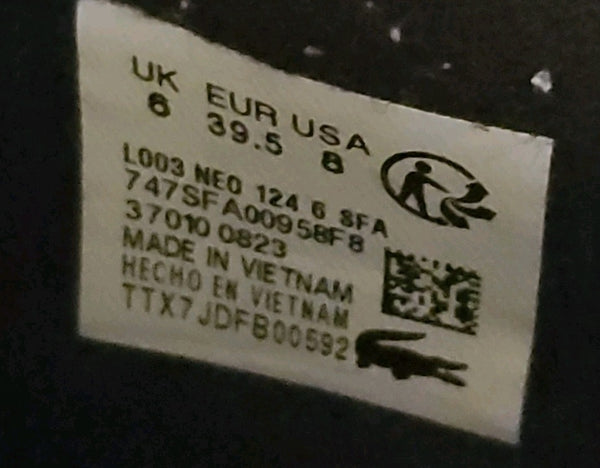 UK EUR USA
6 39.5 8
L003 NEO 124 6 SFA
747SFA00958F8
37010 0823
MADE IN VIETNAM
HECHO EN VIETNAM
TTX7JDFB00592